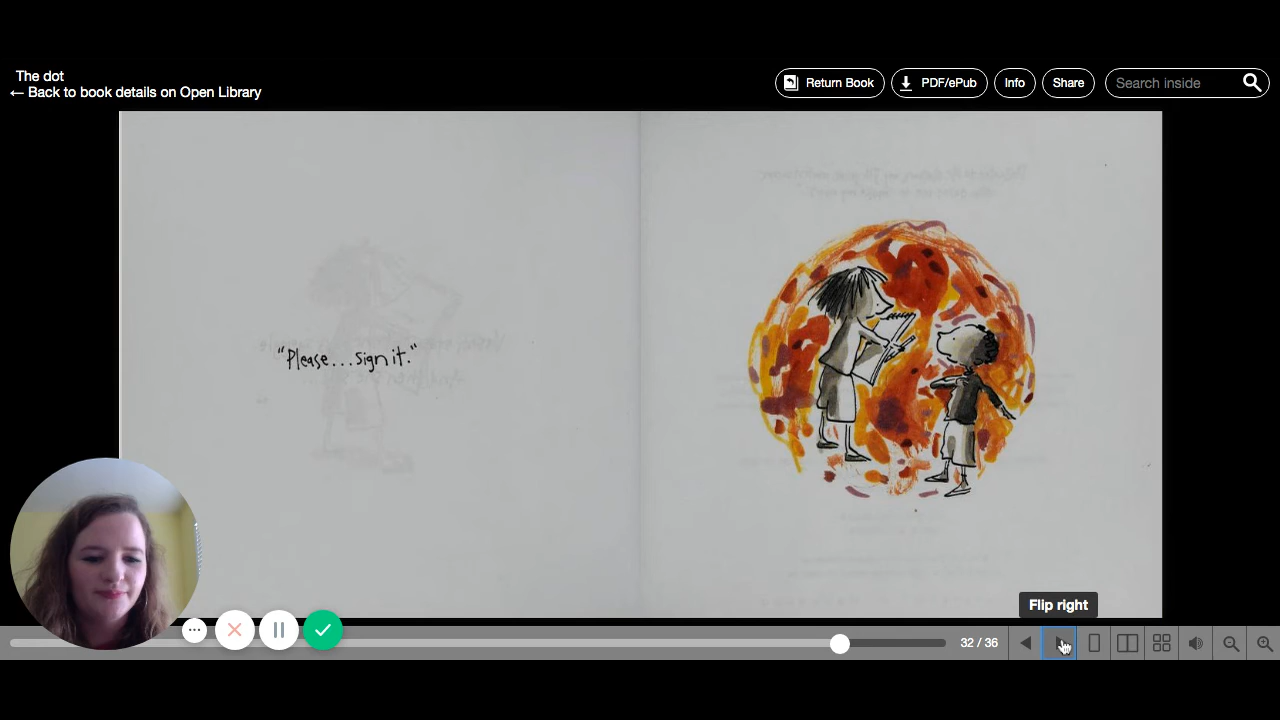 The dot
← Back to book details on Open Library
Return Book
PDF/ePub
Info
Share
Search inside
"Please...Sign it."
Flip right
32 / 36